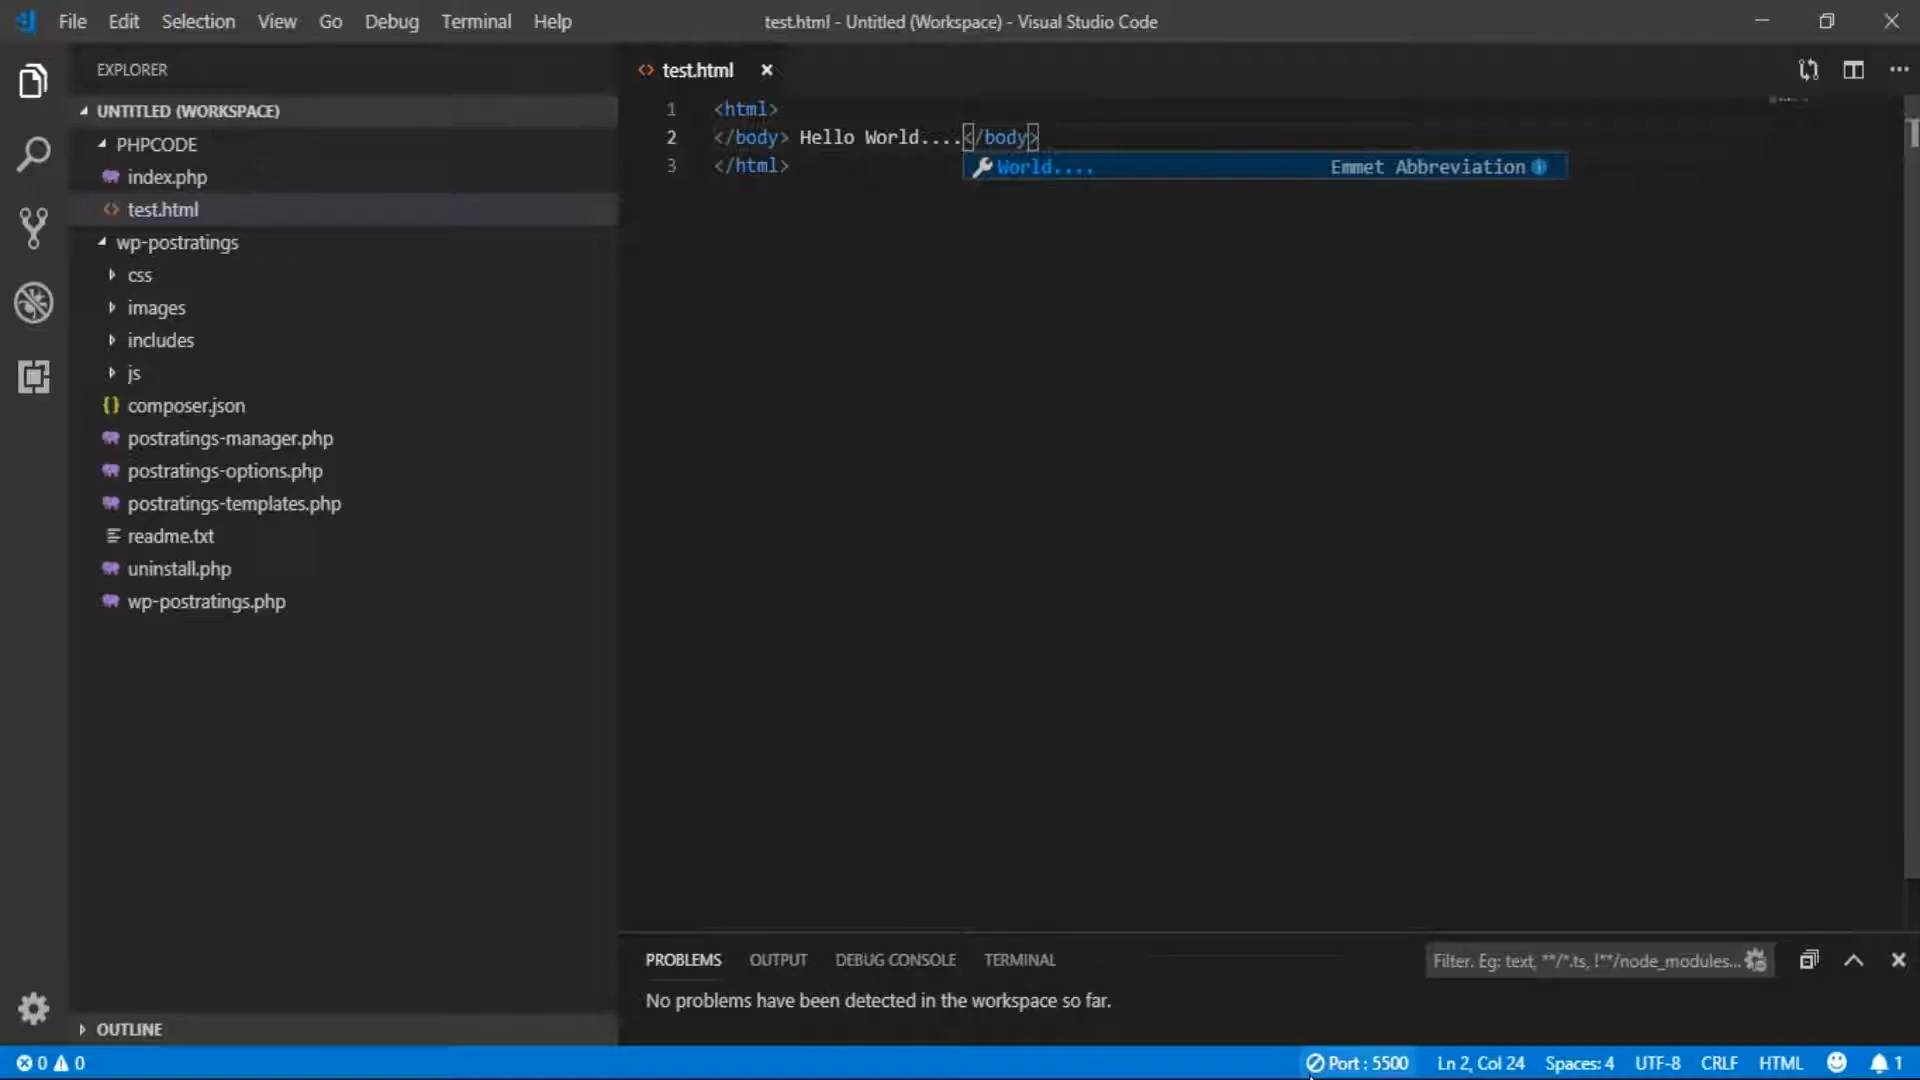 File Edit Selection View Go Debug Terminal Help
test.html - Untitled (Workspace) - Visual Studio Code
EXPLORER
UNTITLED (WORKSPACE)
PHPCODE
index.php
test.html
wp-postratings
css
images
includes
js
composer.json
postratings-manager.php
postratings-options.php
postratings-templates.php
readme.txt
uninstall.php
wp-postratings.php
OUTLINE
test.html
1 <html>
2 </body> Hello World....</body>
3 </html>
World.... Emmet Abbreviation
PROBLEMS OUTPUT DEBUG CONSOLE TERMINAL
Filter. Eg: text, **/*.ts, !**/node_modules...
No problems have been detected in the workspace so far.
0 0 Port : 5500 Ln 2, Col 24 Spaces: 4 UTF-8 CRLF HTML 1